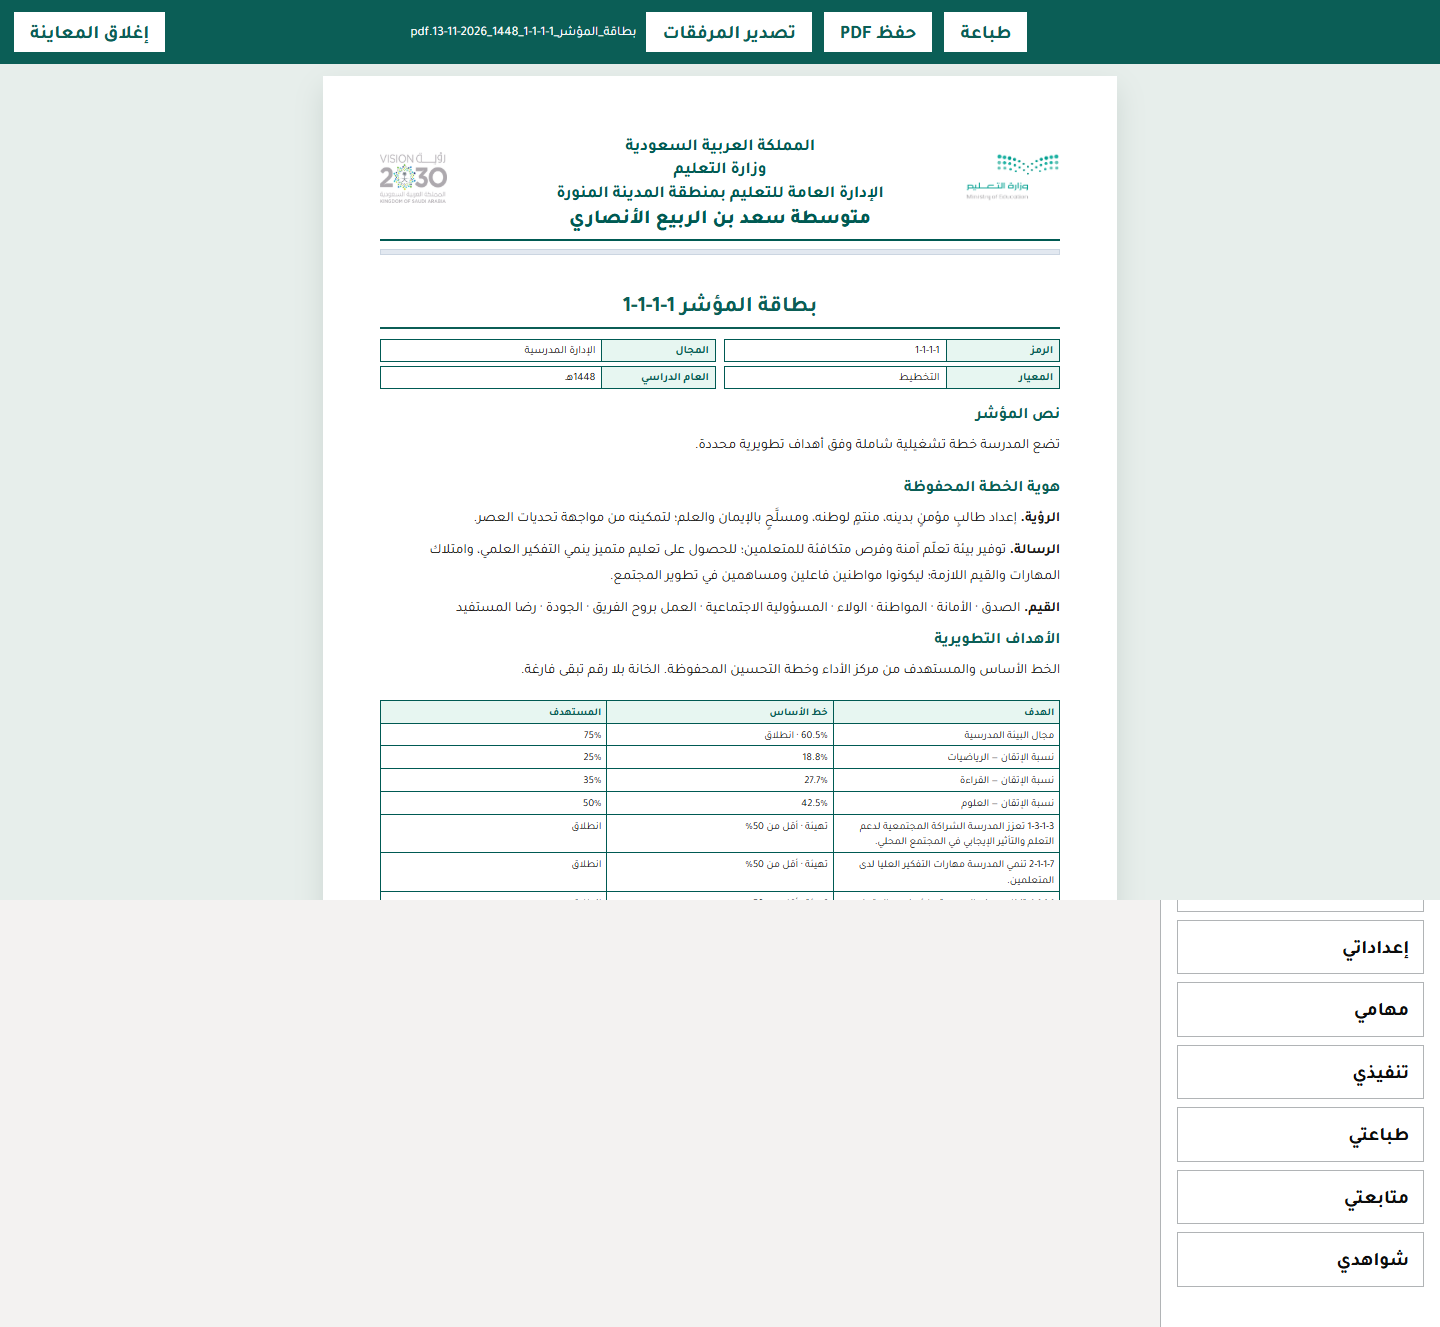 طباعة
حفظ PDF
تصدير المرفقات
بطاقة_المؤشر_1-1-1-1_1448_2026-11-13.pdf
إغلاق المعاينة
وزارة التعليم
Ministry of Education
المملكة العربية السعودية
وزارة التعليم
الإدارة العامة للتعليم بمنطقة المدينة المنورة
متوسطة سعد بن الربيع الأنصاري
VISION رؤية
2030
المملكة العربية السعودية
KINGDOM OF SAUDI ARABIA
بطاقة المؤشر 1-1-1-1
الرمز 1-1-1-1 المجال الإدارة المدرسية
المعيار التخطيط العام الدراسي 1448هـ
نص المؤشر
تضع المدرسة خطة تشغيلية شاملة وفق أهداف تطويرية محددة.
هوية الخطة المحفوظة
الرؤية. إعداد طالبٍ مؤمنٍ بدينه، منتمٍ لوطنه، ومسلَّحٍ بالإيمان والعلم؛ لتمكينه من مواجهة تحديات العصر.
الرسالة. توفير بيئة تعلّم آمنة وفرص متكافئة للمتعلمين؛ للحصول على تعليم متميز ينمي التفكير العلمي، وامتلاك
المهارات والقيم اللازمة؛ ليكونوا مواطنين فاعلين ومساهمين في تطوير المجتمع.
القيم. الصدق · الأمانة · المواطنة · الولاء · المسؤولية الاجتماعية · العمل بروح الفريق · الجودة · رضا المستفيد
الأهداف التطويرية
الخط الأساس والمستهدف من مركز الأداء وخطة التحسين المحفوظة. الخانة بلا رقم تبقى فارغة.
الهدف خط الأساس المستهدف
مجال البيئة المدرسية 60.5% · انطلاق 75%
نسبة الإتقان — الرياضيات 18.8% 25%
نسبة الإتقان — القراءة 27.7% 35%
نسبة الإتقان — العلوم 42.5% 50%
1-3-1-3 تعزز المدرسة الشراكة المجتمعية لدعم تهيئة · أقل من 50% انطلاق
التعلم والتأثير الإيجابي في المجتمع المحلي.
2-1-1-7 تنمي المدرسة مهارات التفكير العليا لدى تهيئة · أقل من 50% انطلاق
المتعلمين.
إعداداتي
مهامي
تنفيذي
طباعتي
متابعتي
شواهدي